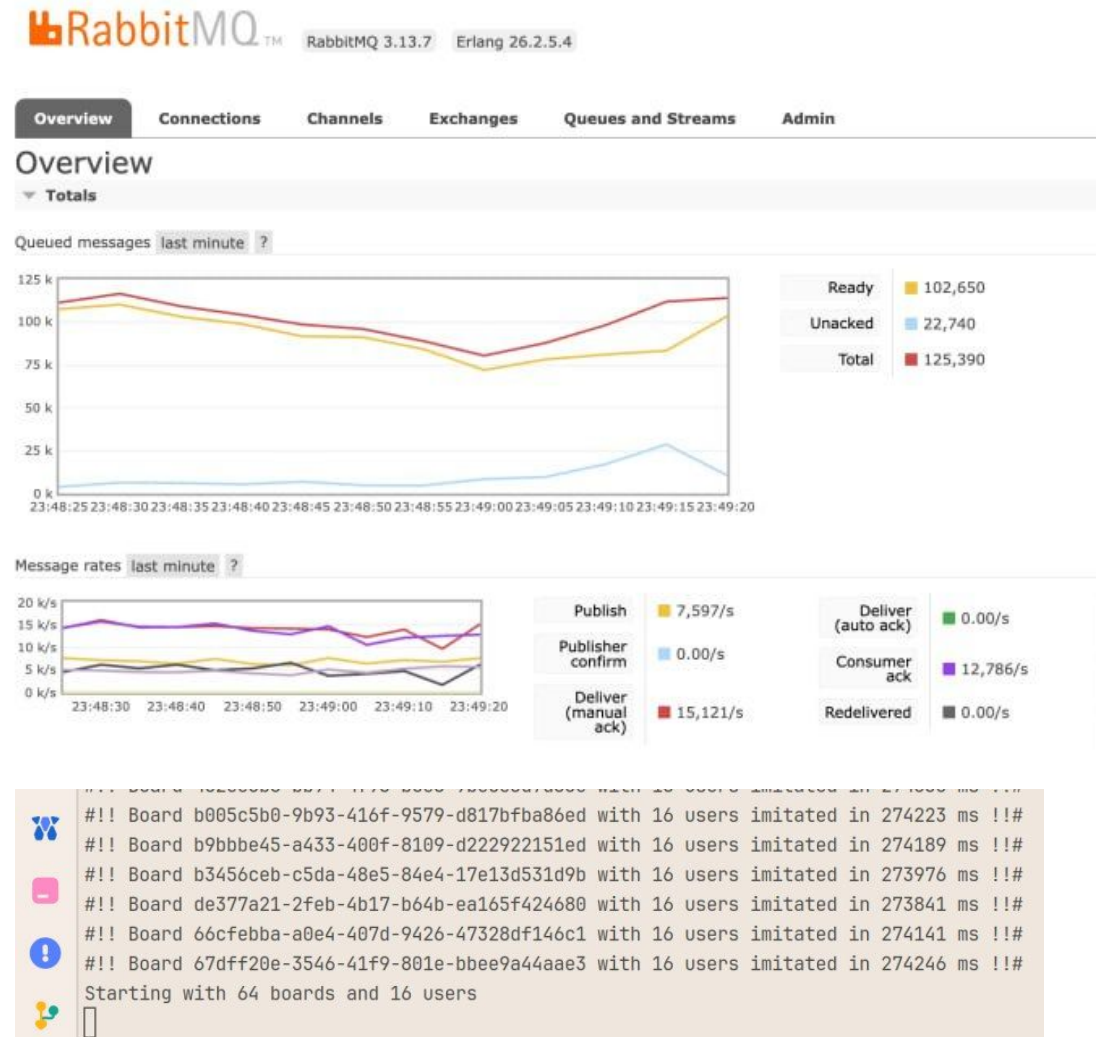 RabbitMQ TM RabbitMQ 3.13.7 Erlang 26.2.5.4
Overview Connections Channels Exchanges Queues and Streams Admin
Overview
Totals
Queued messages last minute ?
125 k
100 k
75 k
50 k
25 k
0 k
23:48:25 23:48:30 23:48:35 23:48:40 23:48:45 23:48:50 23:48:55 23:49:00 23:49:05 23:49:10 23:49:15 23:49:20
Ready 102,650
Unacked 22,740
Total 125,390
Message rates last minute ?
20 k/s
15 k/s
10 k/s
5 k/s
0 k/s
23:48:30 23:48:40 23:48:50 23:49:00 23:49:10 23:49:20
Publish 7,597/s
Publisher
confirm 0.00/s
Deliver
(manual
ack) 15,121/s
Deliver
(auto ack) 0.00/s
Consumer
ack 12,786/s
Redelivered 0.00/s
#!! Board b005c5b0-9b93-416f-9579-d817bfba86ed with 16 users imitated in 274223 ms !!#
#!! Board b9bbbe45-a433-400f-8109-d222922151ed with 16 users imitated in 274189 ms !!#
#!! Board b3456ceb-c5da-48e5-84e4-17e13d531d9b with 16 users imitated in 273976 ms !!#
#!! Board de377a21-2feb-4b17-b64b-ea165f424680 with 16 users imitated in 273841 ms !!#
#!! Board 66cfebba-a0e4-407d-9426-47328df146c1 with 16 users imitated in 274141 ms !!#
#!! Board 67dff20e-3546-41f9-801e-bbee9a44aae3 with 16 users imitated in 274246 ms !!#
Starting with 64 boards and 16 users